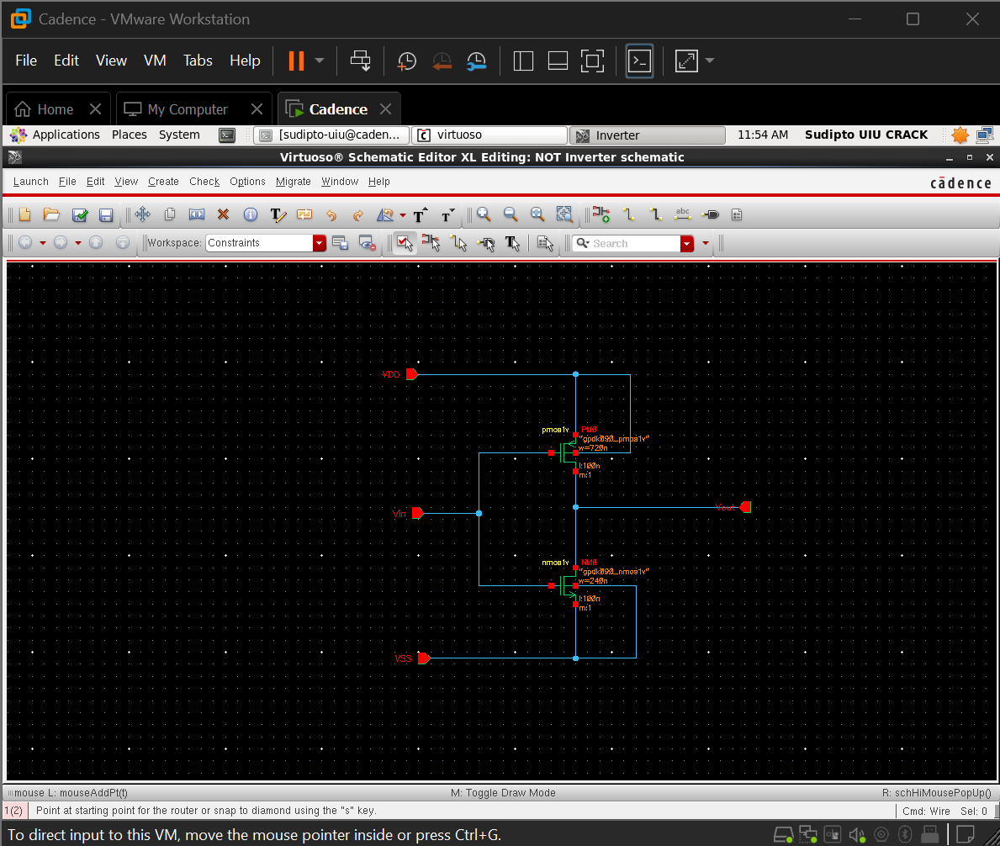 Cadence - VMware Workstation
File Edit View VM Tabs Help
Home My Computer Cadence
Applications Places System [sudipto-uiu@caden... virtuoso Inverter 11:54 AM Sudipto UIU CRACK
Virtuoso® Schematic Editor XL Editing: NOT Inverter schematic
Launch File Edit View Create Check Options Migrate Window Help
cādence
abc
Workspace: Constraints Search
VDD
pmos1v PM0
"gpdk090_pmos1v"
w=720n
l:100n
m:1
Vin
Vout
nmos1v NM0
"gpdk090_nmos1v"
w=240n
l:100n
m:1
VSS
mouse L: mouseAddPt(t) M: Toggle Draw Mode R: schHiMousePopUp()
1(2) Point at starting point for the router or snap to diamond using the "s" key. Cmd: Wire Sel: 0
To direct input to this VM, move the mouse pointer inside or press Ctrl+G.